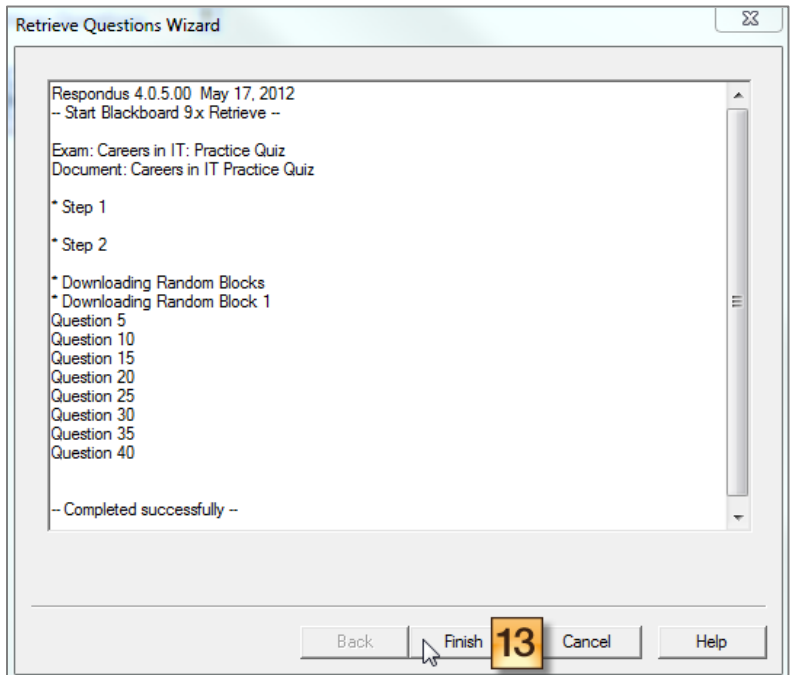 Retrieve Questions Wizard
Respondus 4.0.5.00 May 17, 2012
-- Start Blackboard 9.x Retrieve --
Exam: Careers in IT: Practice Quiz
Document: Careers in IT Practice Quiz
* Step 1
* Step 2
* Downloading Random Blocks
* Downloading Random Block 1
Question 5
Question 10
Question 15
Question 20
Question 25
Question 30
Question 35
Question 40
-- Completed successfully --
Back Finish 13 Cancel Help